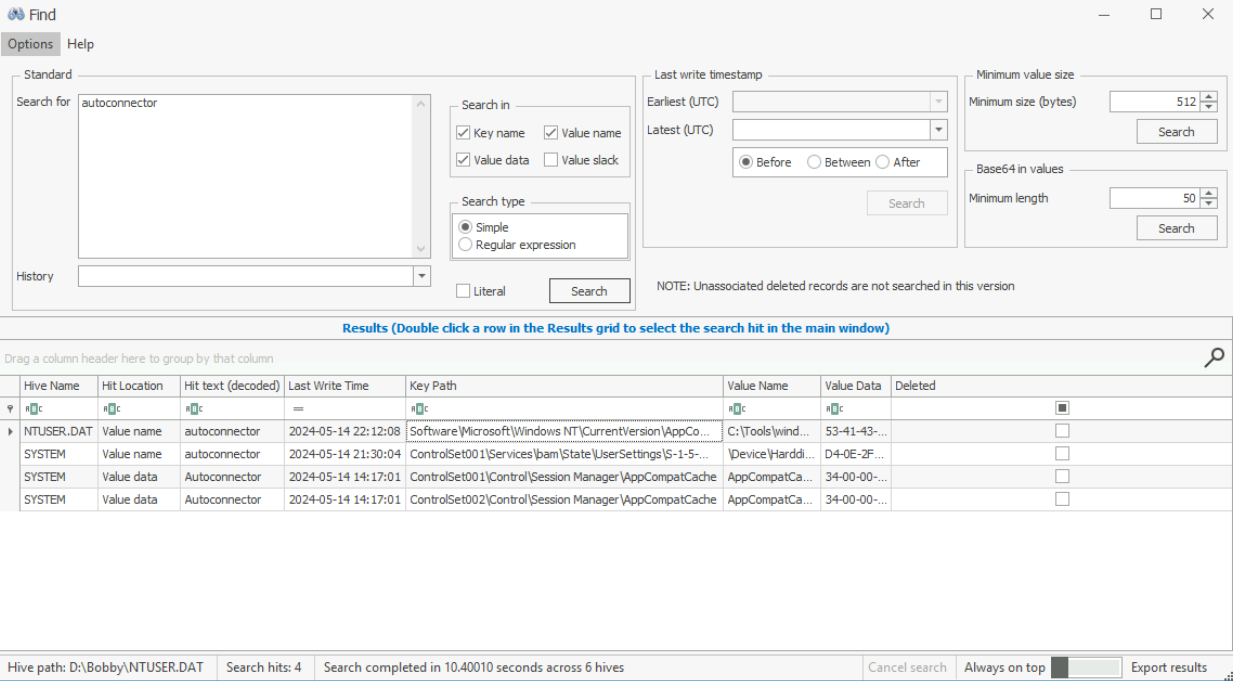 Find
Options Help
Standard
Search for autoconnector
Search in
Key name Value name
Value data Value slack
Search type
Simple
Regular expression
History
Literal Search
Last write timestamp
Earliest (UTC)
Latest (UTC)
Before Between After
Search
Minimum value size
Minimum size (bytes) 512
Search
Base64 in values
Minimum length 50
Search
NOTE: Unassociated deleted records are not searched in this version
Results (Double click a row in the Results grid to select the search hit in the main window)
Drag a column header here to group by that column
Hive Name Hit Location Hit text (decoded) Last Write Time Key Path Value Name Value Data Deleted
ABC ABC ABC = ABC ABC ABC
NTUSER.DAT Value name autoconnector 2024-05-14 22:12:08 Software\Microsoft\Windows NT\CurrentVersion\AppCo... C:\Tools\wind... 53-41-43-...
SYSTEM Value name autoconnector 2024-05-14 21:30:04 ControlSet001\Services\bam\State\UserSettings\S-1-5-... \Device\Harddi... D4-0E-2F...
SYSTEM Value data Autoconnector 2024-05-14 14:17:01 ControlSet001\Control\Session Manager\AppCompatCache AppCompatCa... 34-00-00-...
SYSTEM Value data Autoconnector 2024-05-14 14:17:01 ControlSet002\Control\Session Manager\AppCompatCache AppCompatCa... 34-00-00-...
Hive path: D:\Bobby\NTUSER.DAT Search hits: 4 Search completed in 10.40010 seconds across 6 hives Cancel search Always on top Export results